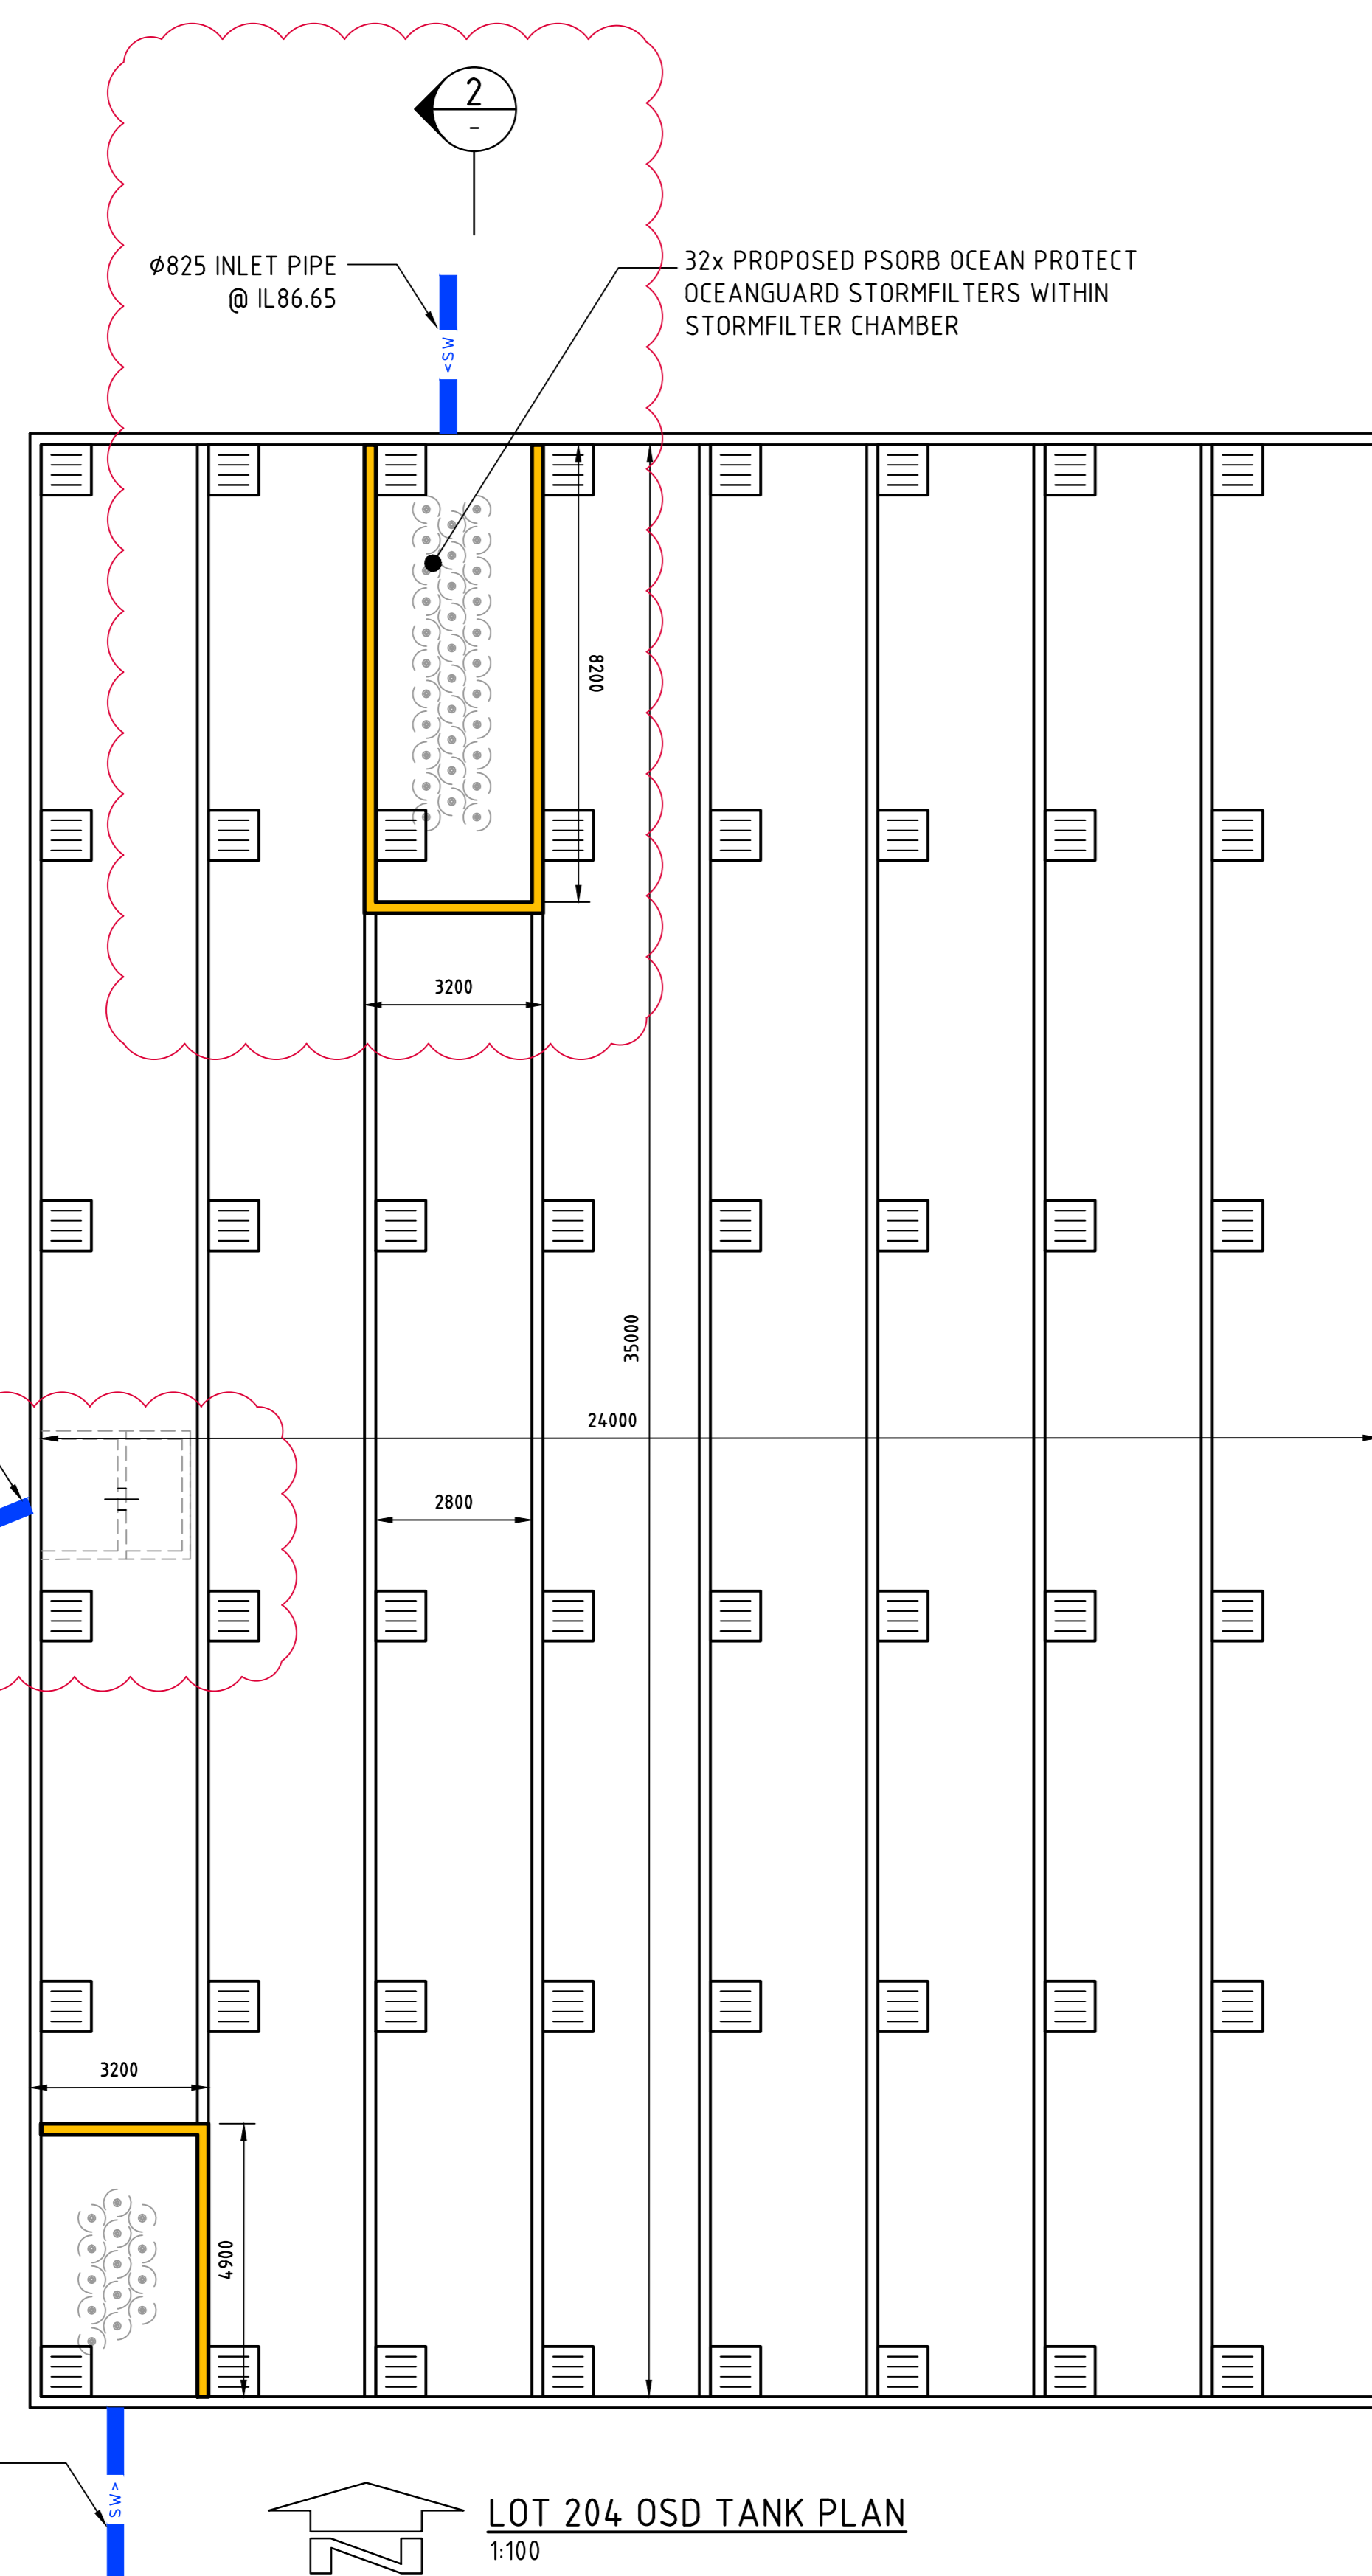 2
-
Ø825 INLET PIPE
@ IL86.65
32x PROPOSED PSORB OCEAN PROTECT
OCEANGUARD STORMFILTERS WITHIN
STORMFILTER CHAMBER
<SW
8200
3200
35000
24000
2800
3200
4900
SW>
N
LOT 204 OSD TANK PLAN
1:100